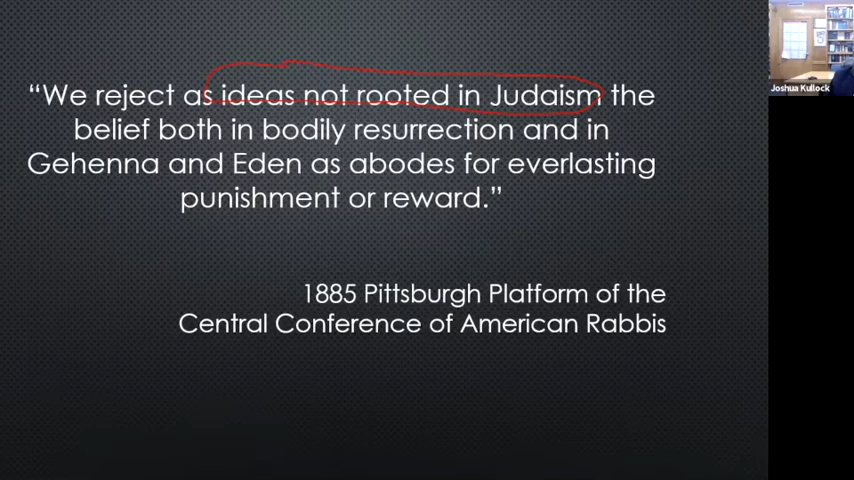 “We reject as ideas not rooted in Judaism the
belief both in bodily resurrection and in
Gehenna and Eden as abodes for everlasting
punishment or reward.”
1885 Pittsburgh Platform of the
Central Conference of American Rabbis
Joshua Kullock